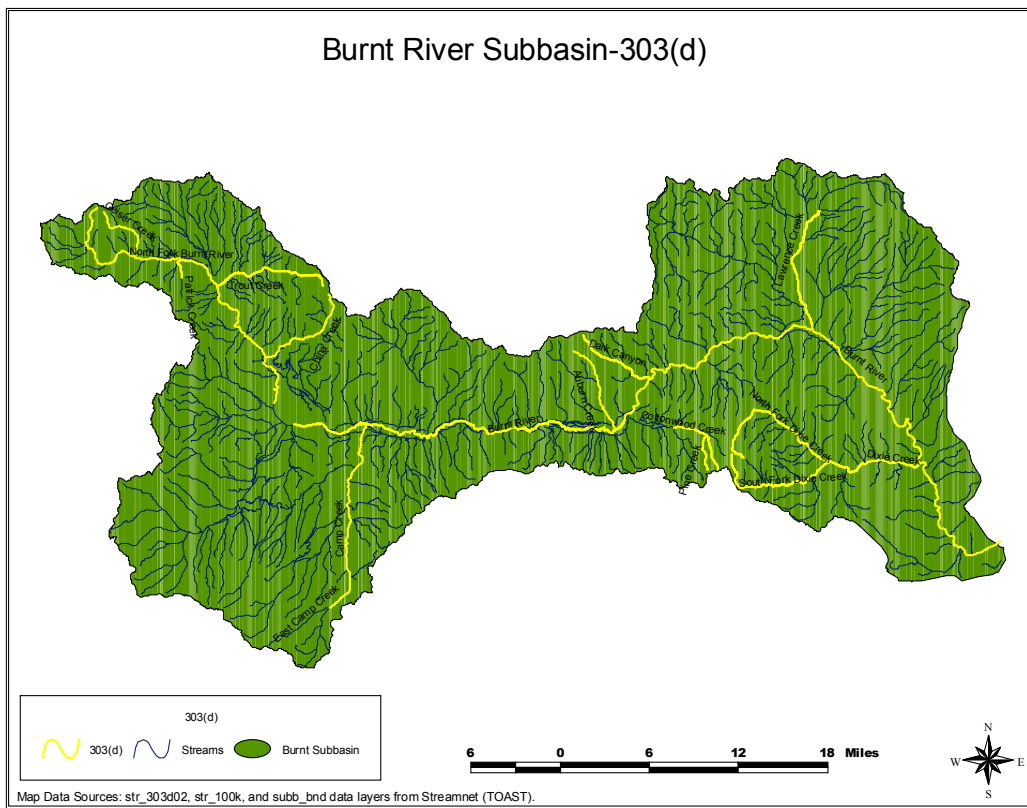 Burnt River Subbasin-303(d)
Geiser Creek
North Fork Burnt River
Patrick Creek
Trout Creek
China Creek
Lawrence Creek
Dark Canyon
Auburn Creek
Burnt River
Burnt River
Cottonwood Creek
Pine Creek
North Fork Dixie Creek
Dixie Creek
South Fork Dixie Creek
Camp Creek
East Camp Creek
303(d)
303(d) Streams Burnt Subbasin
6 0 6 12 18 Miles
N
W E
S
Map Data Sources: str_303d02, str_100k, and subb_bnd data layers from Streamnet (TOAST).